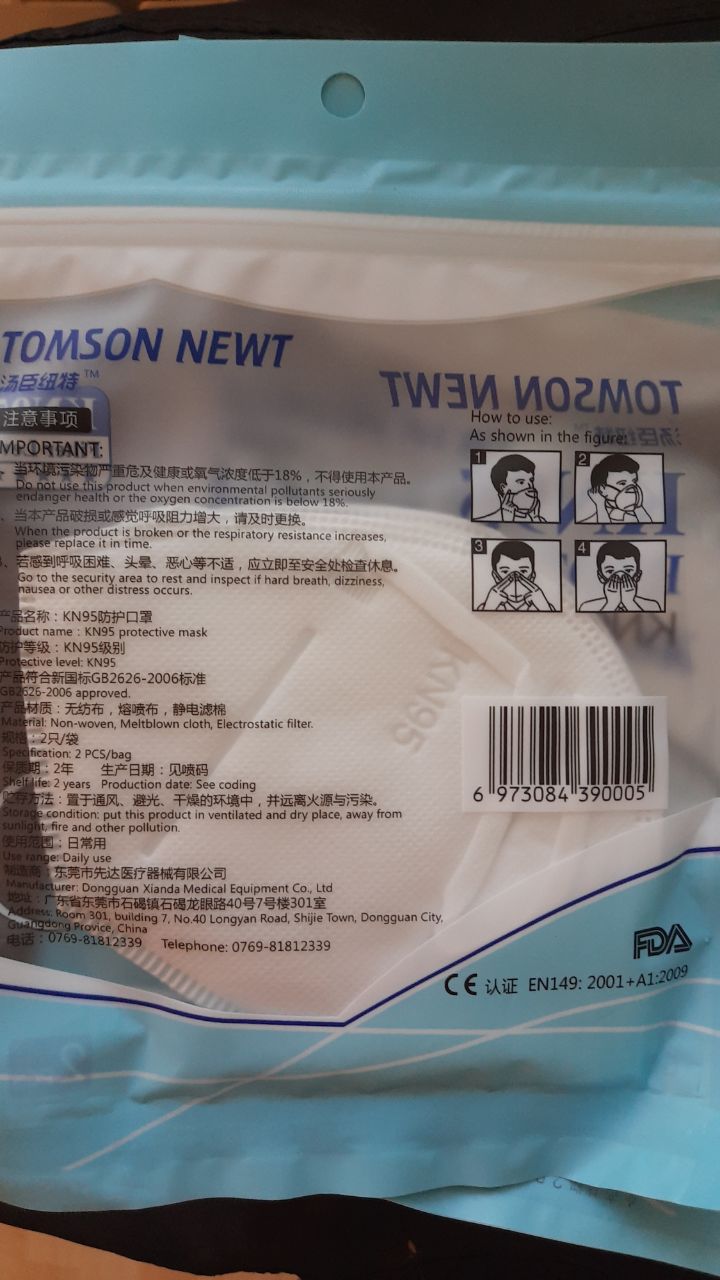 TOMSON NEWT
汤臣纽特™
TOMSON NEWT
注意事项
IMPORTANT:
、当环境污染物严重危及健康或氧气浓度低于18%，不得使用本产品。
Do not use this product when environmental pollutants seriously
endanger health or the oxygen concentration is below 18%.
、当本产品破损或感觉呼吸阻力增大，请及时更换。
When the product is broken or the respiratory resistance increases,
please replace it in time.
、若感到呼吸困难、头晕、恶心等不适，应立即至安全处检查休息。
Go to the security area to rest and inspect if hard breath, dizziness,
nausea or other distress occurs.
产品名称：KN95防护口罩
Product name : KN95 protective mask
防护等级：KN95级别
Protective level: KN95
产品符合新国标GB2626-2006标准
GB2626-2006 approved.
产品材质：无纺布，熔喷布，静电滤棉
Material: Non-woven, Meltblown cloth, Electrostatic filter.
规格：2只/袋
Specification: 2 PCS/bag
保质期：2年 生产日期：见喷码
Shelf life: 2 years Production date: See coding
贮存方法：置于通风、避光、干燥的环境中，并远离火源与污染。
Storage condition: put this product in ventilated and dry place, away from
sunlight, fire and other pollution.
使用范围：日常用
Use range: Daily use
制造商：东莞市先达医疗器械有限公司
Manufacturer: Dongguan Xianda Medical Equipment Co., Ltd
地址：广东省东莞市石碣镇石碣龙眼路40号7号楼301室
Address: Room 301, building 7, No.40 Longyan Road, Shijie Town, Dongguan City,
Guangdong Provice, China
电话：0769-81812339 Telephone: 0769-81812339
How to use:
As shown in the figure:
1
2
3
4
KN95
6 973084 390005
FDA
CE 认证 EN149: 2001+A1:2009